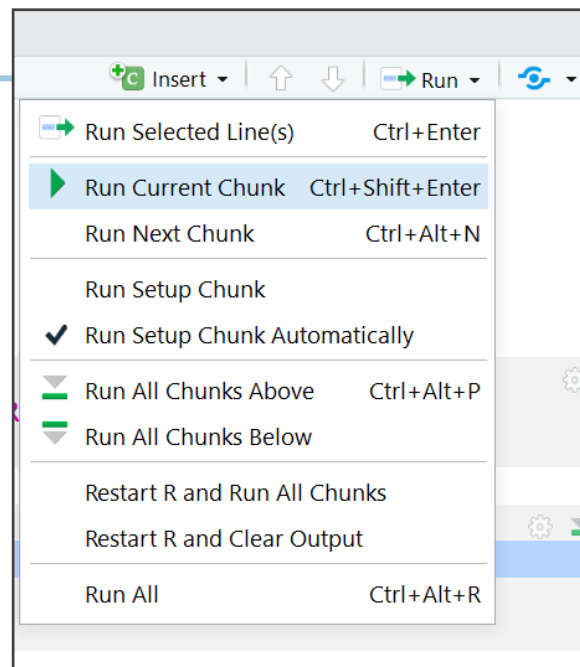 Insert Run
Run Selected Line(s) Ctrl+Enter
Run Current Chunk Ctrl+Shift+Enter
Run Next Chunk Ctrl+Alt+N
Run Setup Chunk
Run Setup Chunk Automatically
Run All Chunks Above Ctrl+Alt+P
Run All Chunks Below
Restart R and Run All Chunks
Restart R and Clear Output
Run All Ctrl+Alt+R